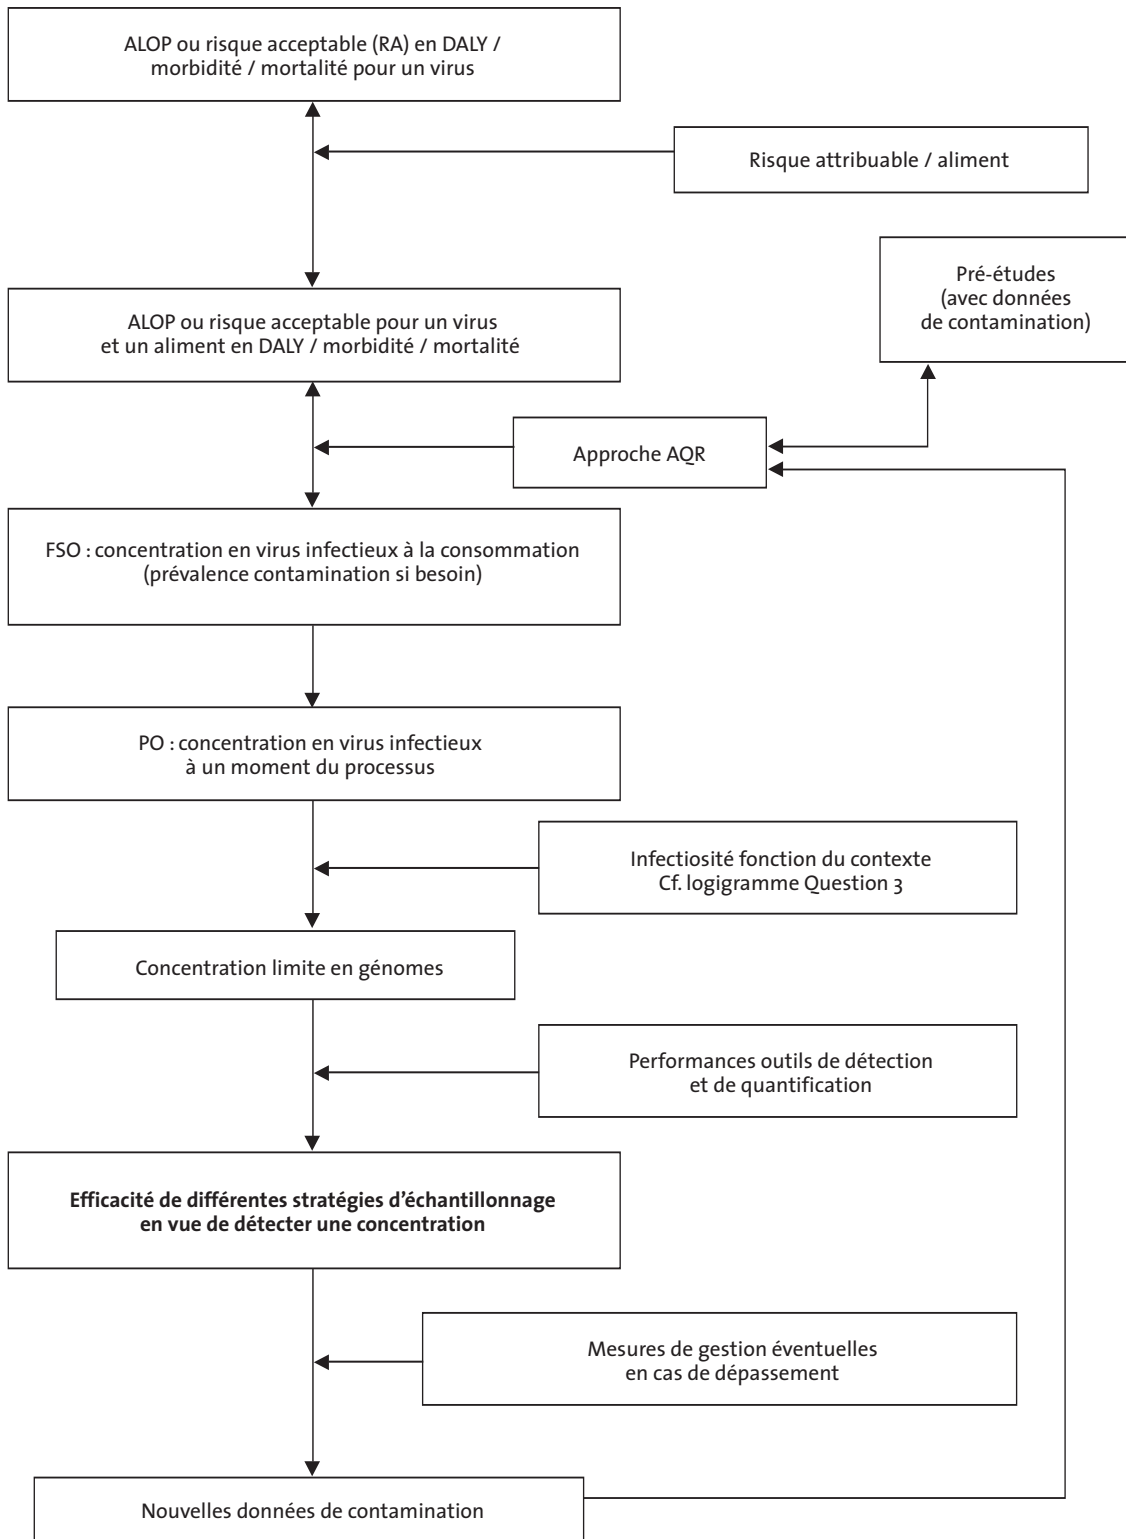 ALOP ou risque acceptable (RA) en DALY /
morbidité / mortalité pour un virus
Risque attribuable / aliment
Pré-études
(avec données
de contamination)
ALOP ou risque acceptable pour un virus
et un aliment en DALY / morbidité / mortalité
Approche AQR
FSO : concentration en virus infectieux à la consommation
(prévalence contamination si besoin)
PO : concentration en virus infectieux
à un moment du processus
Infectiosité fonction du contexte
Cf. logigramme Question 3
Concentration limite en génomes
Performances outils de détection
et de quantification
Efficacité de différentes stratégies d'échantillonnage
en vue de détecter une concentration
Mesures de gestion éventuelles
en cas de dépassement
Nouvelles données de contamination